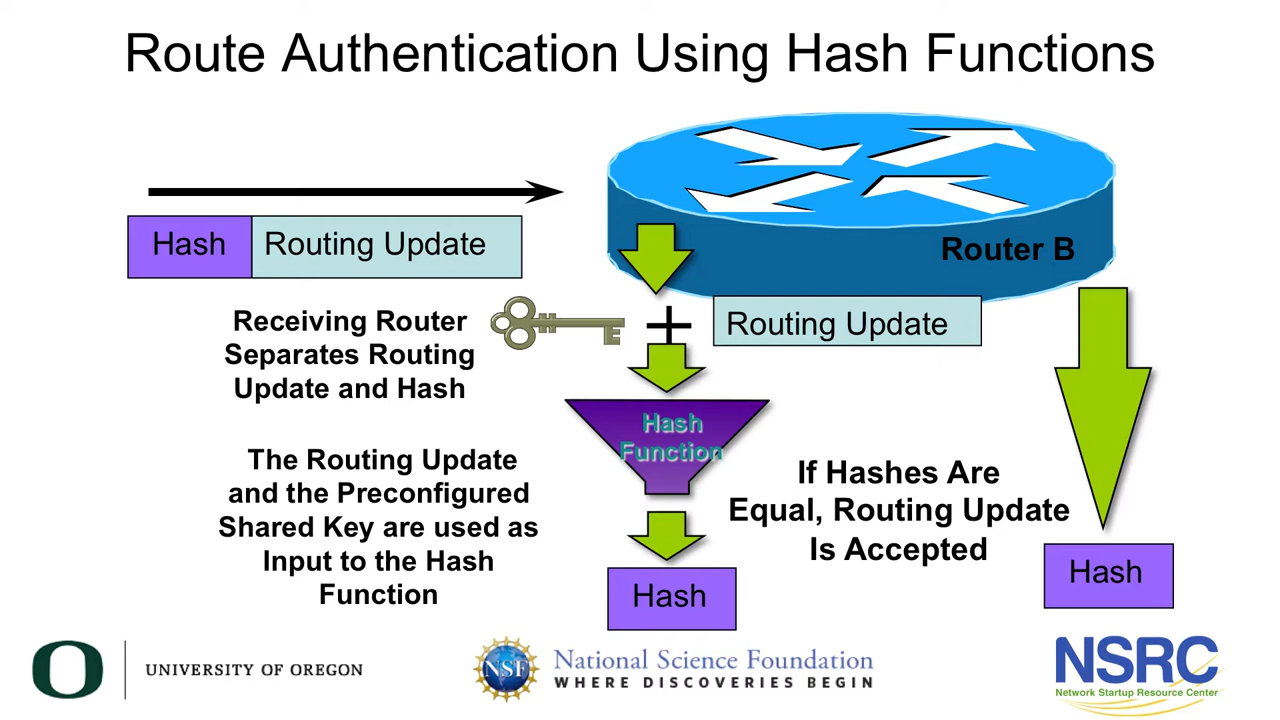 Route Authentication Using Hash Functions
Hash
Routing Update
Router B
Receiving Router
Separates Routing
Update and Hash
Routing Update
Hash
Function
The Routing Update
and the Preconfigured
Shared Key are used as
Input to the Hash
Function
If Hashes Are
Equal, Routing Update
Is Accepted
Hash
Hash
O
UNIVERSITY OF OREGON
NSF
National Science Foundation
WHERE DISCOVERIES BEGIN
NSRC
Network Startup Resource Center